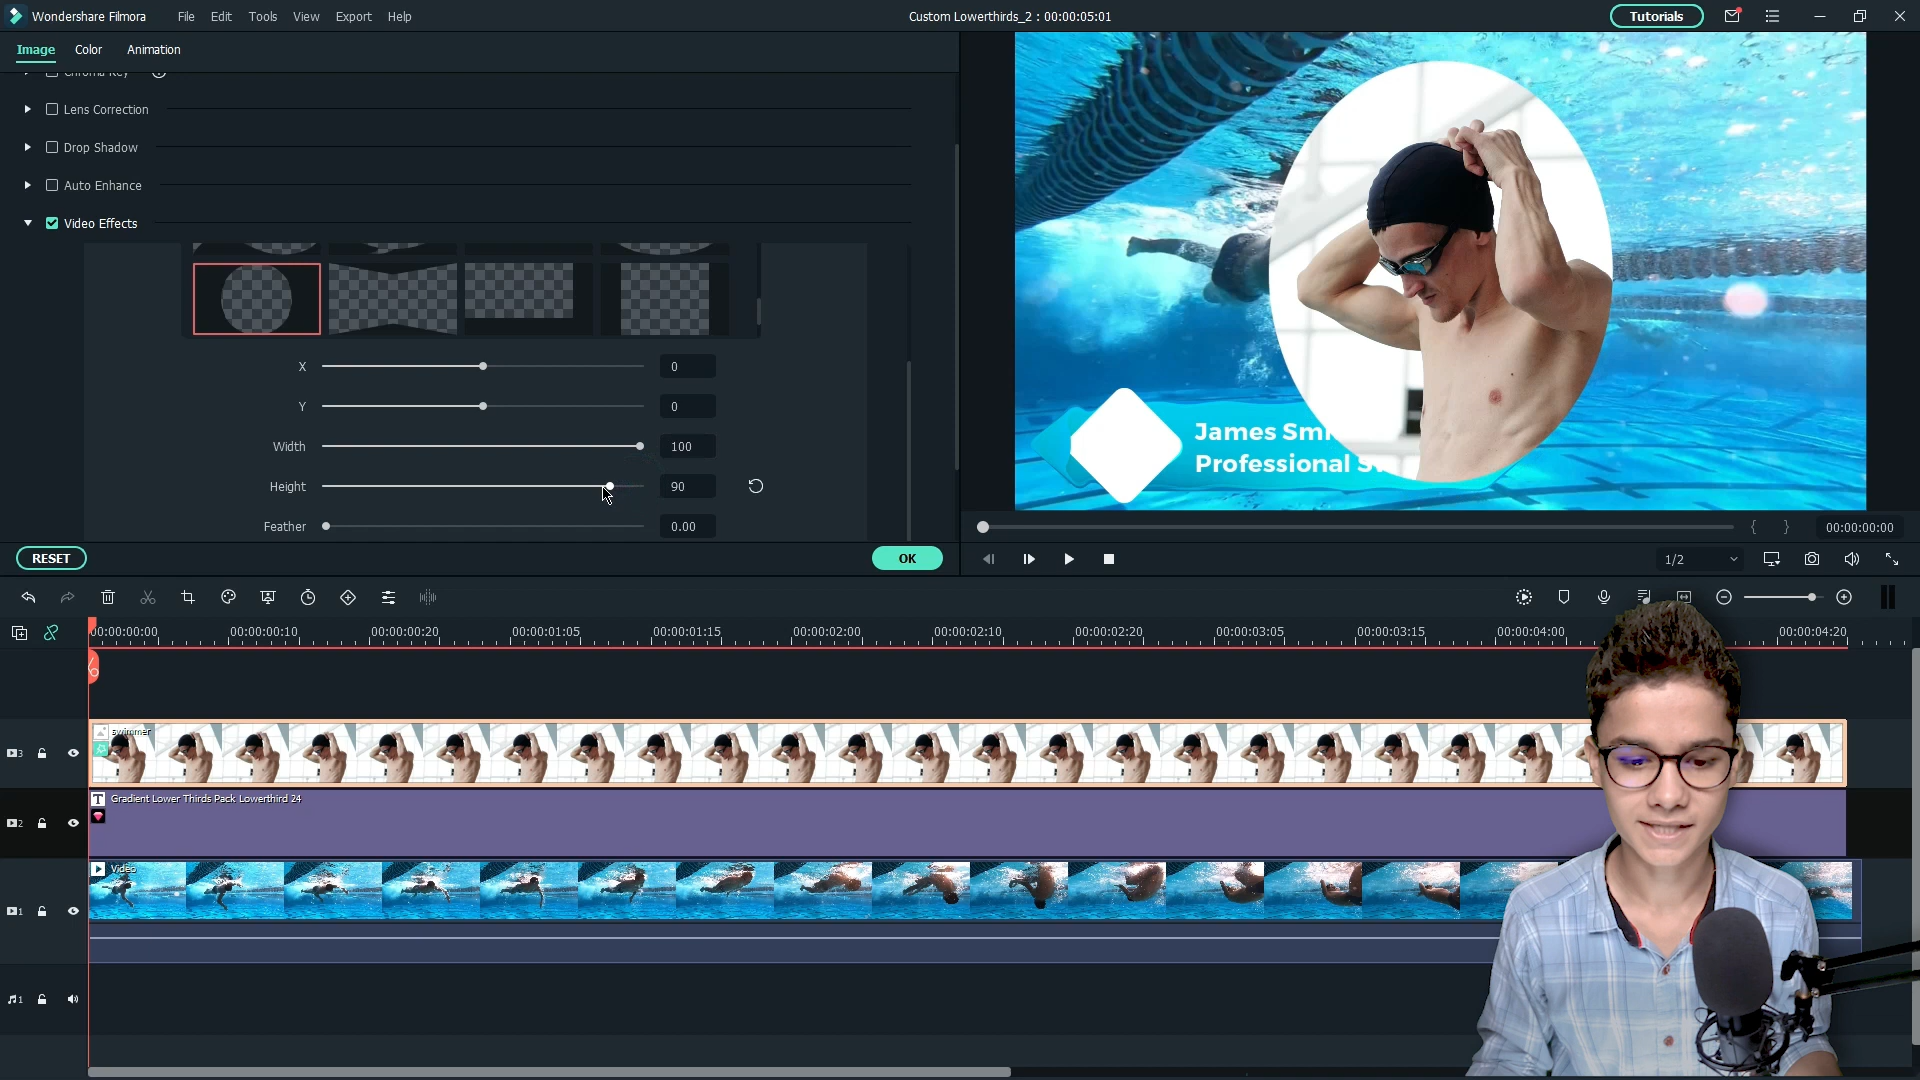 Wondershare Filmora File Edit Tools View Export Help Custom Lowerthirds_2 : 00:00:05:01 Tutorials
Image Color Animation
Chroma Key
Lens Correction
Drop Shadow
Auto Enhance
Video Effects
X 0
Y 0
Width 100
Height 90
Feather 0.00
RESET OK
James Smi
Professional S
00:00:00:00
1/2
00:00:00:00 00:00:00:10 00:00:00:20 00:00:01:05 00:00:01:15 00:00:02:00 00:00:02:10 00:00:02:20 00:00:03:05 00:00:03:15 00:00:04:00 00:00:04:20
3 swimmer
2 T Gradient Lower Thirds Pack Lowerthird 24
1 Video
1